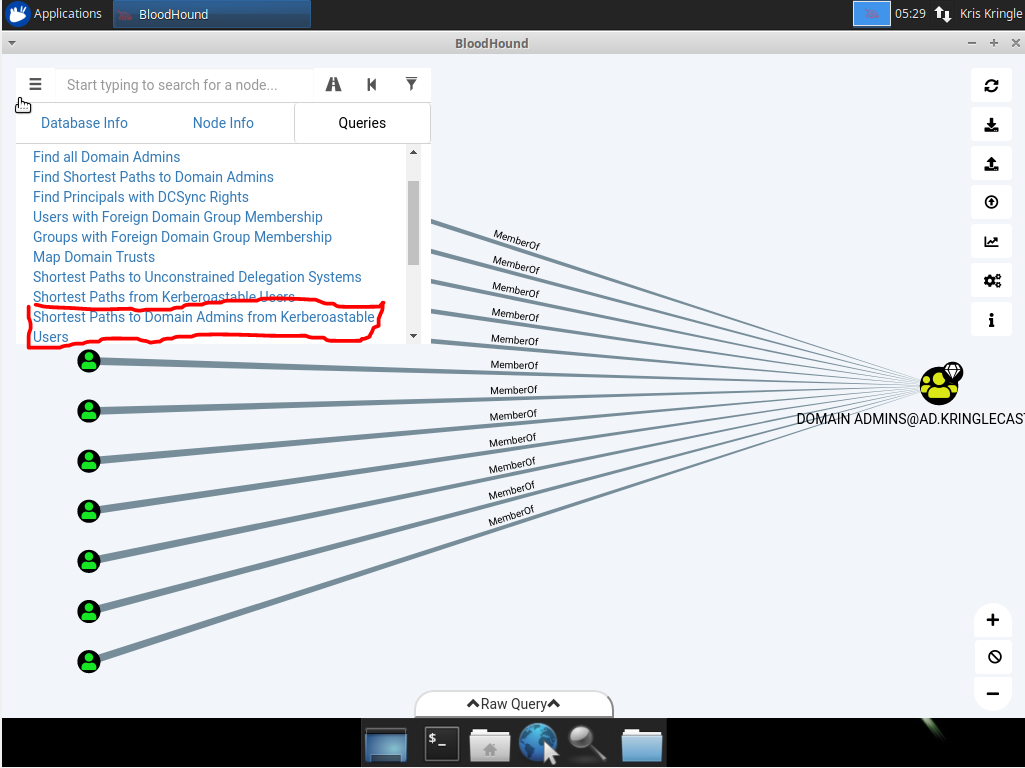 Applications
BloodHound
05:29
Kris Kringle
BloodHound
Start typing to search for a node...
Database Info
Node Info
Queries
Find all Domain Admins
Find Shortest Paths to Domain Admins
Find Principals with DCSync Rights
Users with Foreign Domain Group Membership
Groups with Foreign Domain Group Membership
Map Domain Trusts
Shortest Paths to Unconstrained Delegation Systems
Shortest Paths from Kerberoastable Users
Shortest Paths to Domain Admins from Kerberoastable
Users
MemberOf
MemberOf
MemberOf
MemberOf
MemberOf
MemberOf
MemberOf
MemberOf
MemberOf
MemberOf
MemberOf
MemberOf
DOMAIN ADMINS@AD.KRINGLECAST
Raw Query
$_